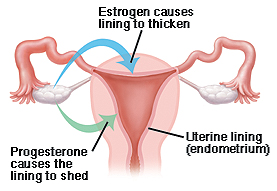 Estrogen causes
lining to thicken
Progesterone
causes the
lining to shed
Uterine lining
(endometrium)